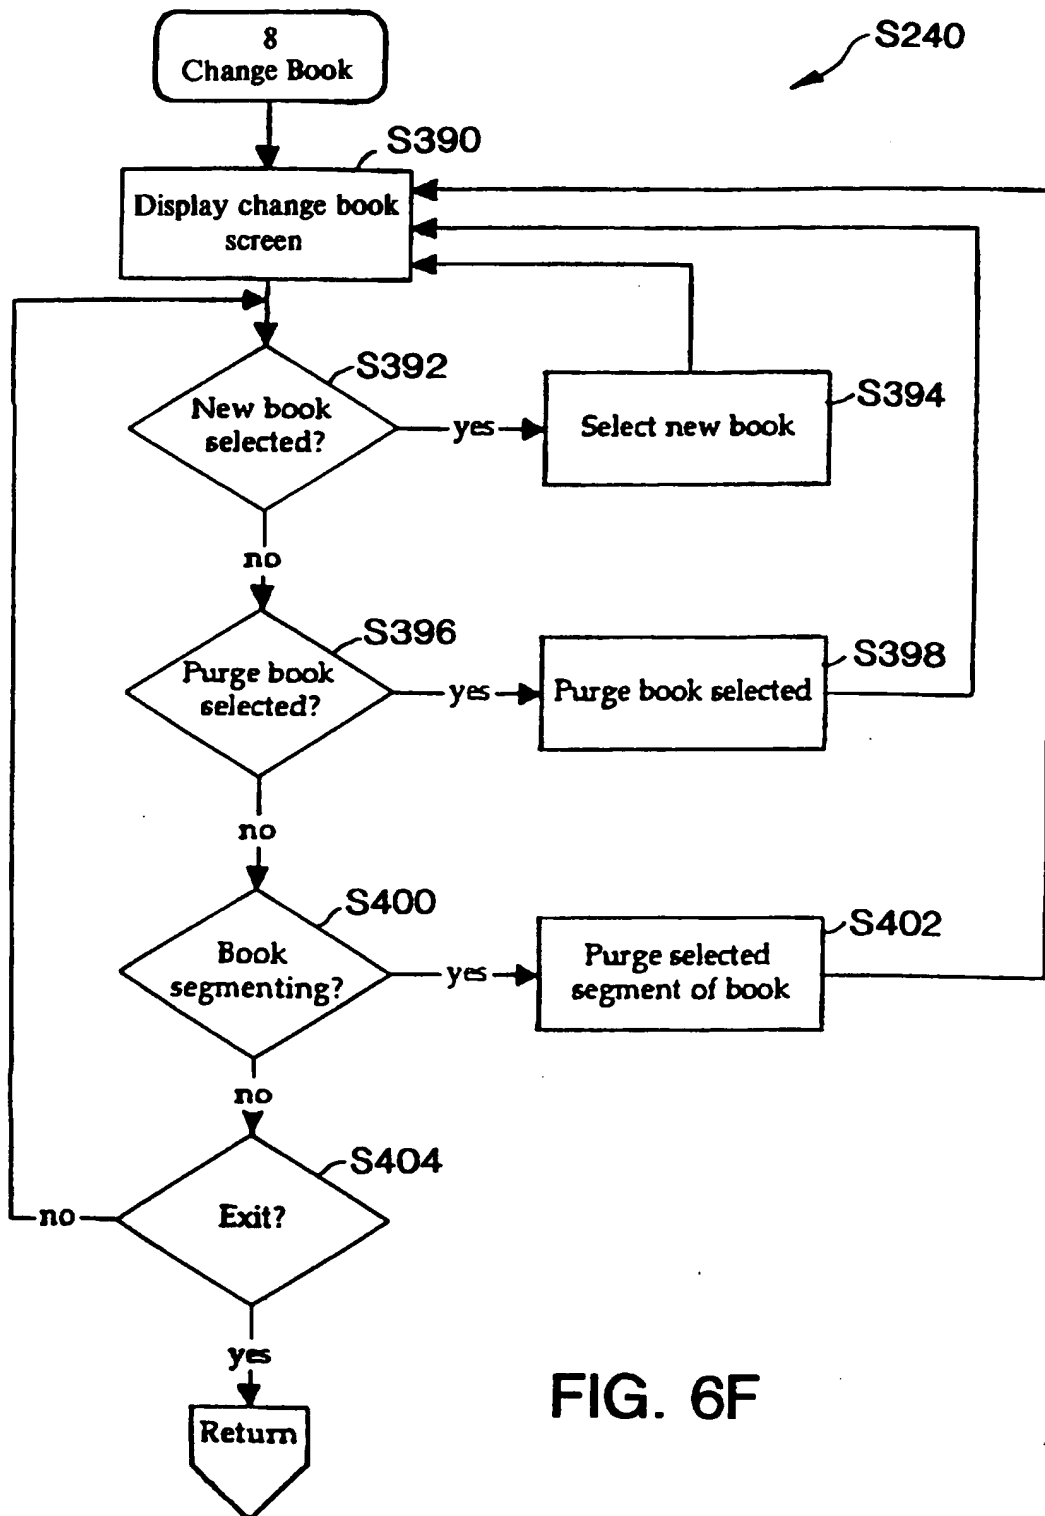 8
Change Book
S240
S390
Display change book
screen
S392
New book
selected?
yes
S394
Select new book
no
S396
Purge book
selected?
yes
S398
Purge book selected
no
S400
Book
segmenting?
yes
S402
Purge selected
segment of book
no
S404
Exit?
no
yes
Return
FIG. 6F